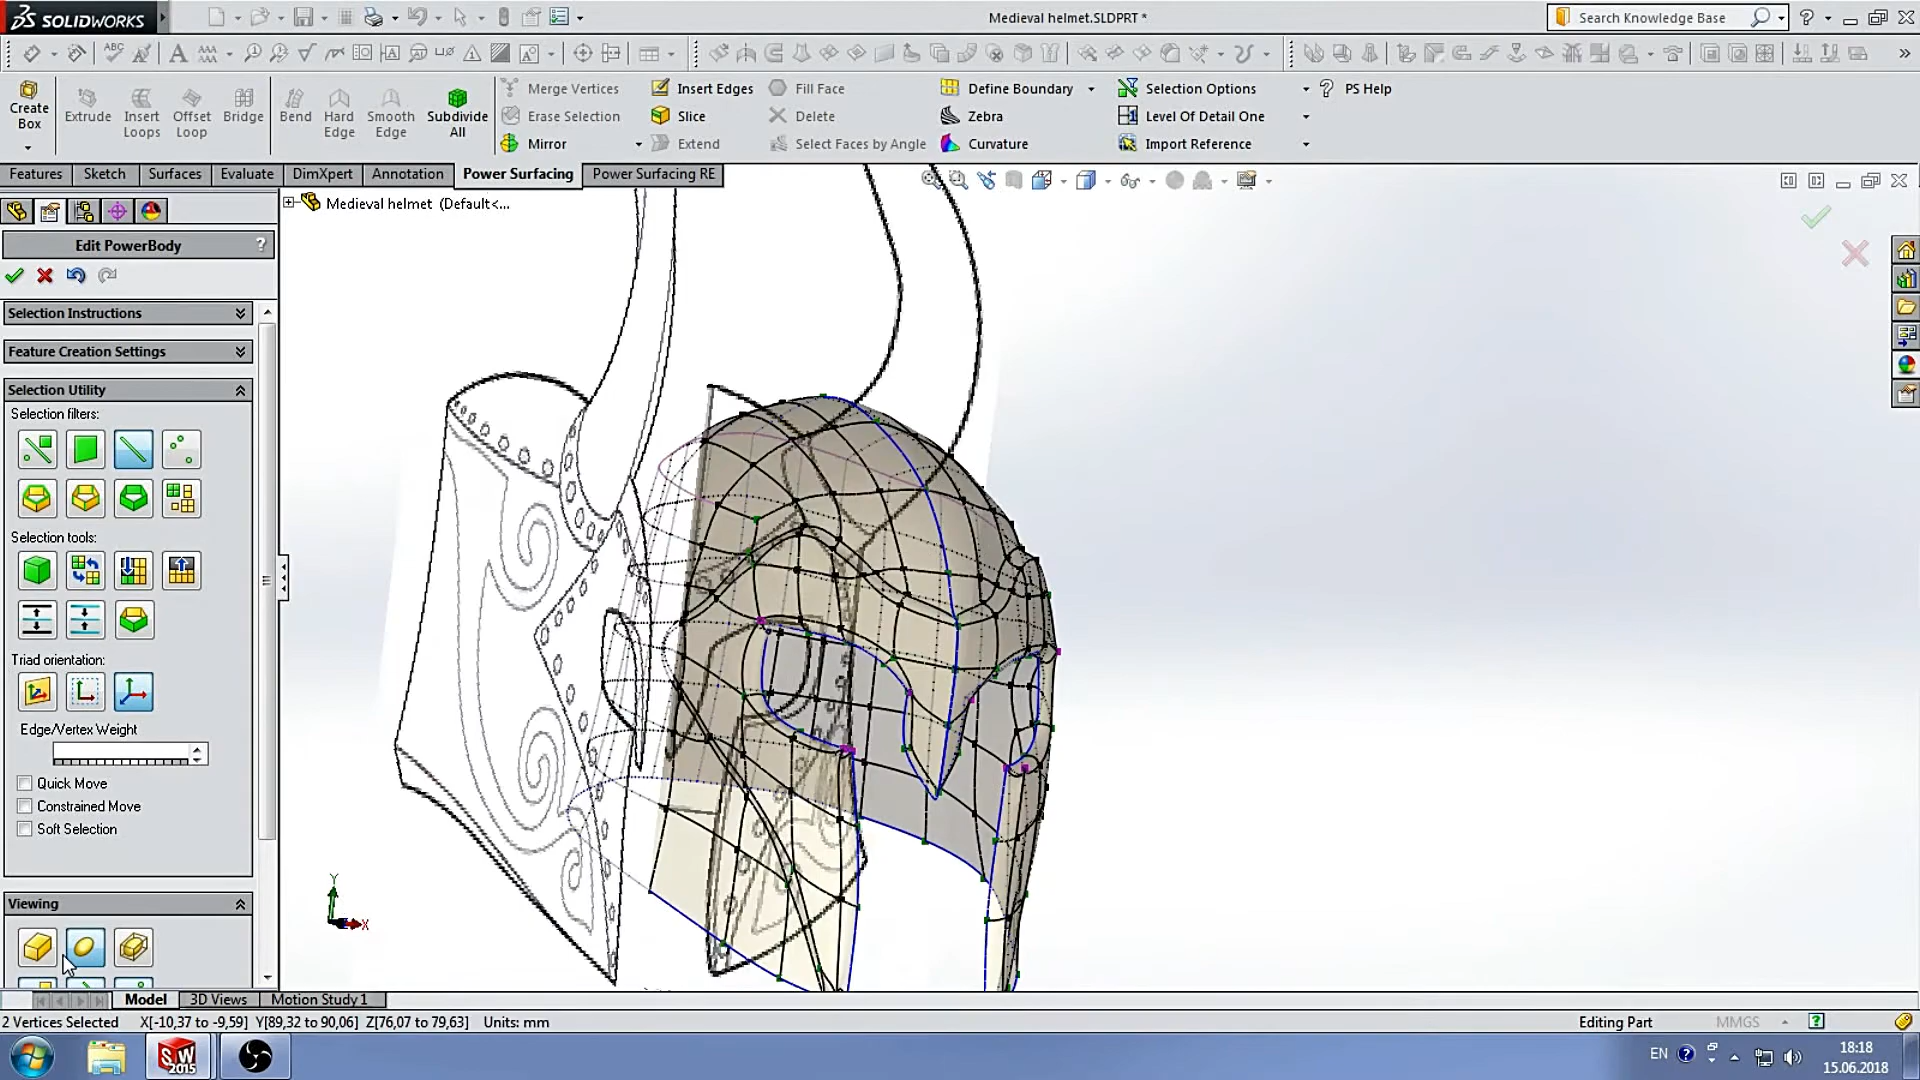 SOLIDWORKS
Medieval helmet.SLDPRT *
Search Knowledge Base
Create Box
Extrude
Insert Loops
Offset Loop
Bridge
Bend
Hard Edge
Smooth Edge
Subdivide All
Merge Vertices
Erase Selection
Mirror
Insert Edges
Slice
Extend
Fill Face
Delete
Select Faces by Angle
Define Boundary
Zebra
Curvature
Selection Options
Level Of Detail One
Import Reference
PS Help
Features
Sketch
Surfaces
Evaluate
DimXpert
Annotation
Power Surfacing
Power Surfacing RE
Medieval helmet (Default<...
Edit PowerBody
?
Selection Instructions
Feature Creation Settings
Selection Utility
Selection filters:
Selection tools:
Triad orientation:
Edge/Vertex Weight
Quick Move
Constrained Move
Soft Selection
Viewing
Y
X
Model
3D Views
Motion Study 1
2 Vertices Selected
X[-10,37 to -9,59] Y[89,32 to 90,06] Z[76,07 to 79,63] Units: mm
Editing Part
MMGS
SW 2015
EN
18:18
15.06.2018